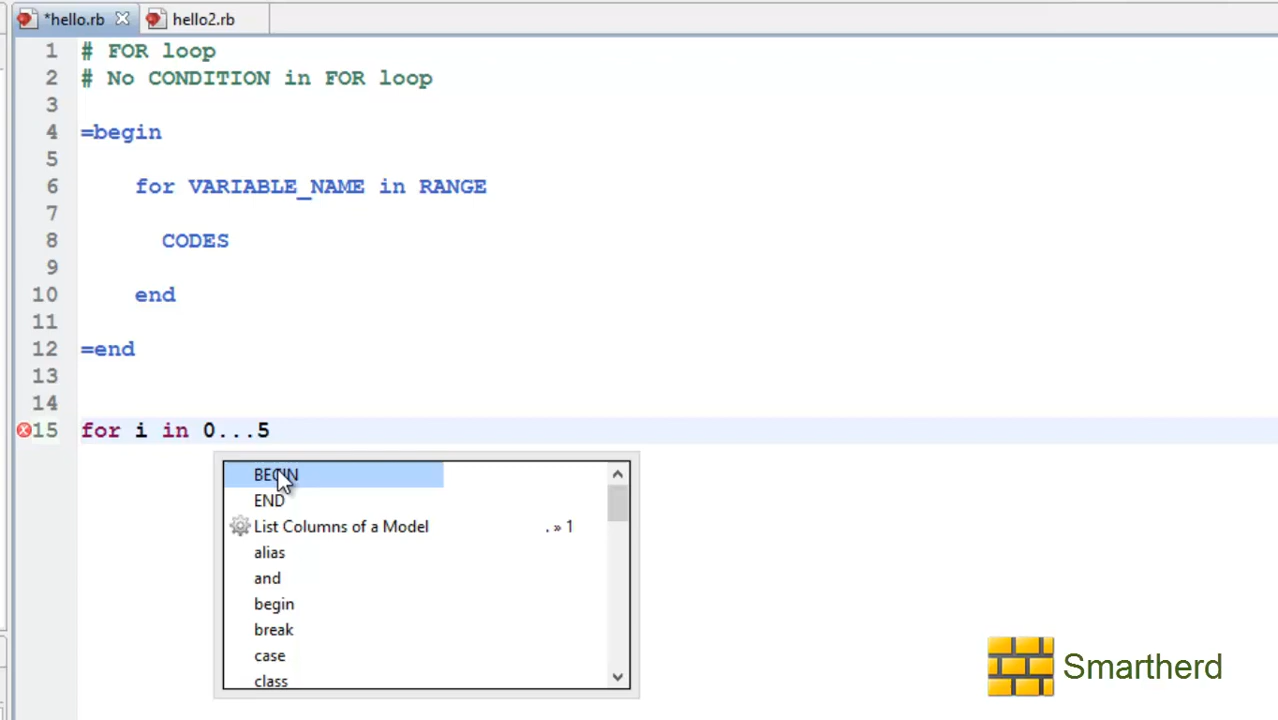 *hello.rb hello2.rb
1 # FOR loop
2 # No CONDITION in FOR loop
3
4 =begin
5
6 for VARIABLE_NAME in RANGE
7
8 CODES
9
10 end
11
12 =end
13
14
15 for i in 0...5
BEGIN
END
List Columns of a Model . » 1
alias
and
begin
break
case
class
Smartherd